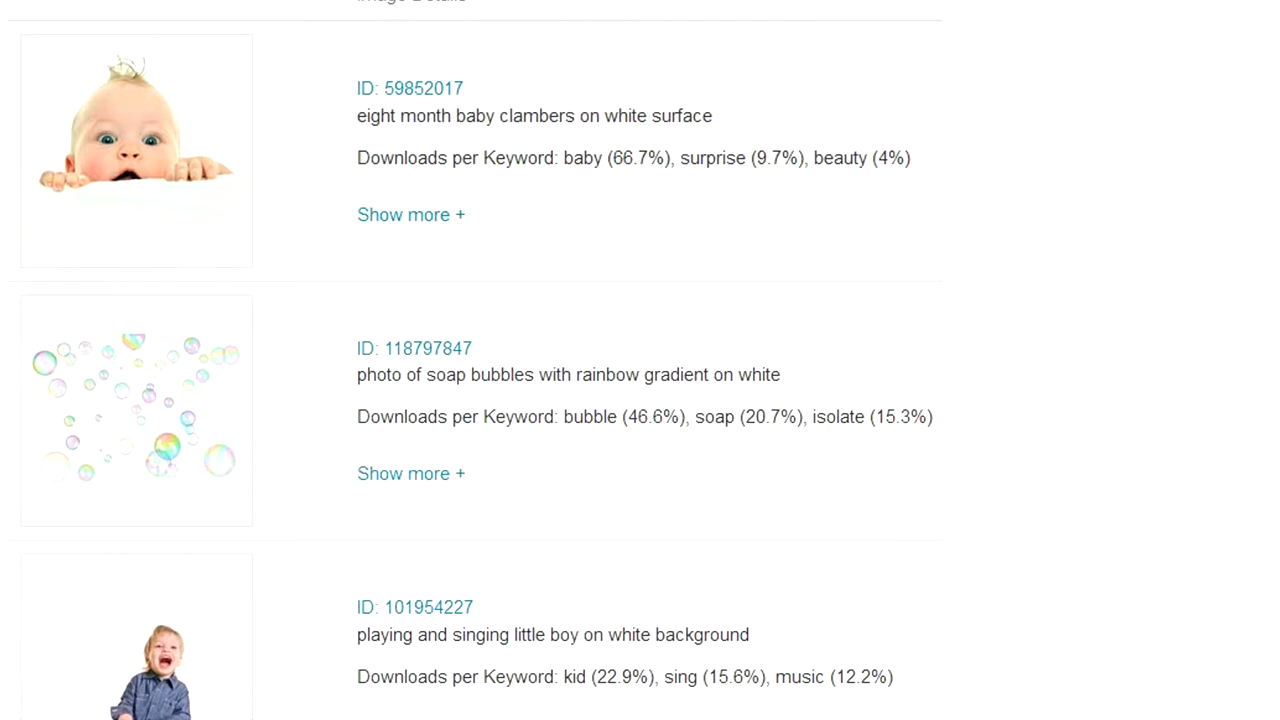 ID: 59852017
eight month baby clambers on white surface
Downloads per Keyword: baby (66.7%), surprise (9.7%), beauty (4%)
Show more +
ID: 118797847
photo of soap bubbles with rainbow gradient on white
Downloads per Keyword: bubble (46.6%), soap (20.7%), isolate (15.3%)
Show more +
ID: 101954227
playing and singing little boy on white background
Downloads per Keyword: kid (22.9%), sing (15.6%), music (12.2%)